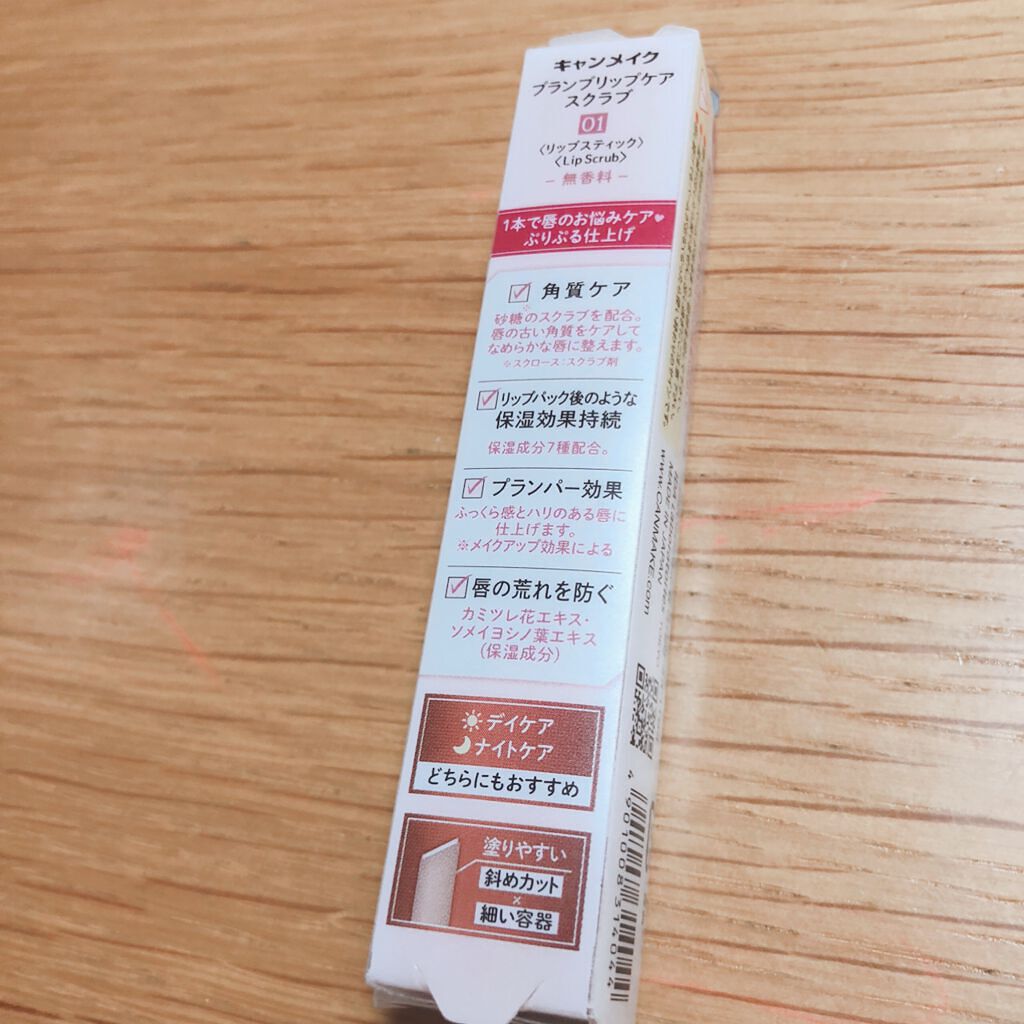 キャンメイク
プランプリップケア
スクラブ
01
〈リップスティック〉
〈Lip Scrub〉
－無香料－
1本で唇のお悩みケア♥
ぷりぷる仕上げ
角質ケア
砂糖※のスクラブを配合。
唇の古い角質をケアして
なめらかな唇に整えます。
※スクロース:スクラブ剤
リップパック後のような
保湿効果持続
保湿成分7種配合。
プランパー効果
ふっくら感とハリのある唇に
仕上げます。
※メイクアップ効果による
唇の荒れを防ぐ
カミツレ花エキス・
ソメイヨシノ葉エキス
(保湿成分)
デイケア
ナイトケア
どちらにもおすすめ
塗りやすい
斜めカット
×
細い容器
MADE IN JAPAN
www.CANMAKE.com
4 901008 314044